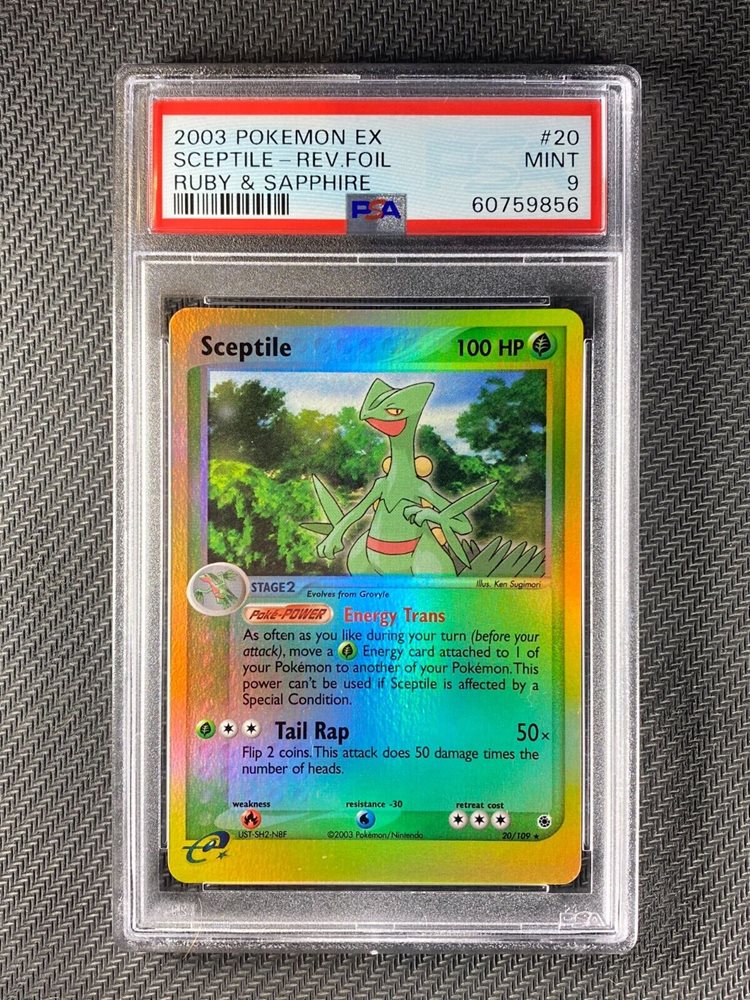 2003 POKEMON EX #20
SCEPTILE - REV.FOIL MINT
RUBY & SAPPHIRE 9
PSA 60759856
Sceptile 100 HP
STAGE2 Evolves from Grovyle Illus. Ken Sugimori
Poké-POWER Energy Trans
As often as you like during your turn (before your
attack), move a Energy card attached to 1 of
your Pokémon to another of your Pokémon. This
power can't be used if Sceptile is affected by a
Special Condition.
Tail Rap 50×
Flip 2 coins. This attack does 50 damage times the
number of heads.
weakness resistance -30 retreat cost
UST-SH2-NBF ©2003 Pokémon/Nintendo 20/109 ★
e
PSA